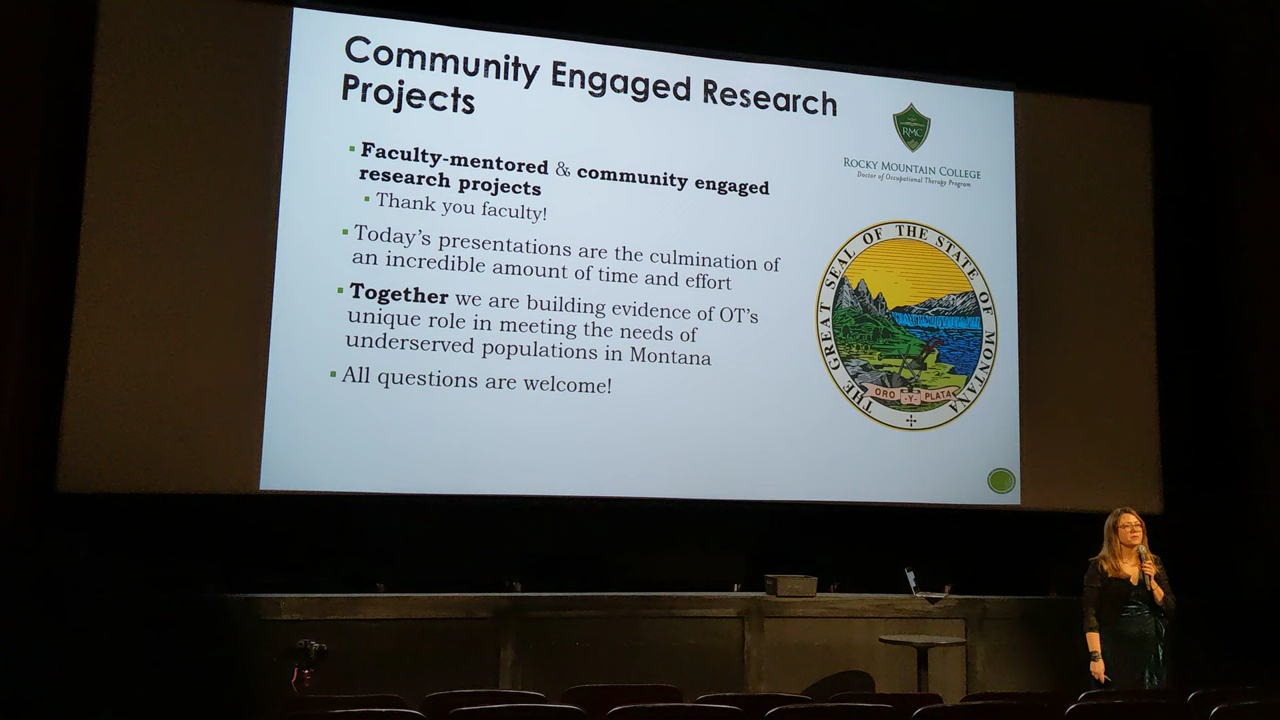 Community Engaged Research
Projects
Faculty-mentored & community engaged
research projects
Thank you faculty!
Today's presentations are the culmination of
an incredible amount of time and effort
Together we are building evidence of OT's
unique role in meeting the needs of
underserved populations in Montana
All questions are welcome!
RMC
ROCKY MOUNTAIN COLLEGE
Doctor of Occupational Therapy Program
THE GREAT SEAL OF THE STATE OF MONTANA
ORO -Y- PLATA